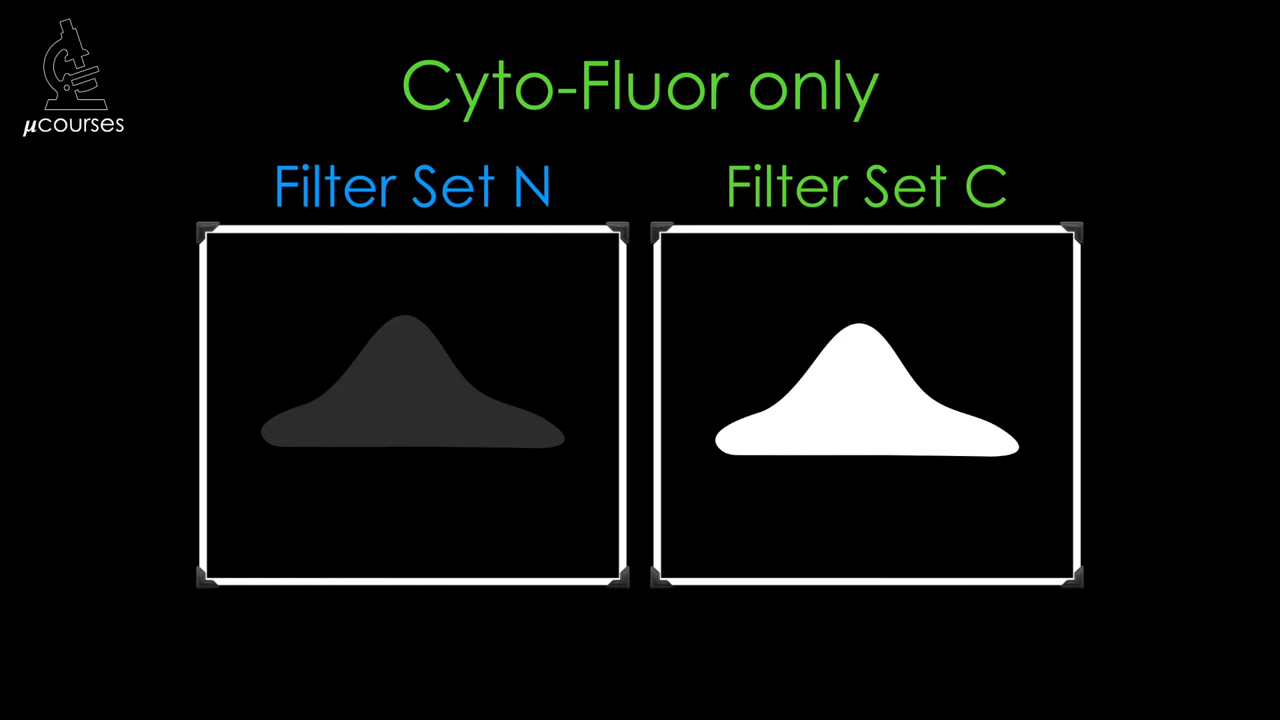 μcourses
Cyto-Fluor only
Filter Set N
Filter Set C